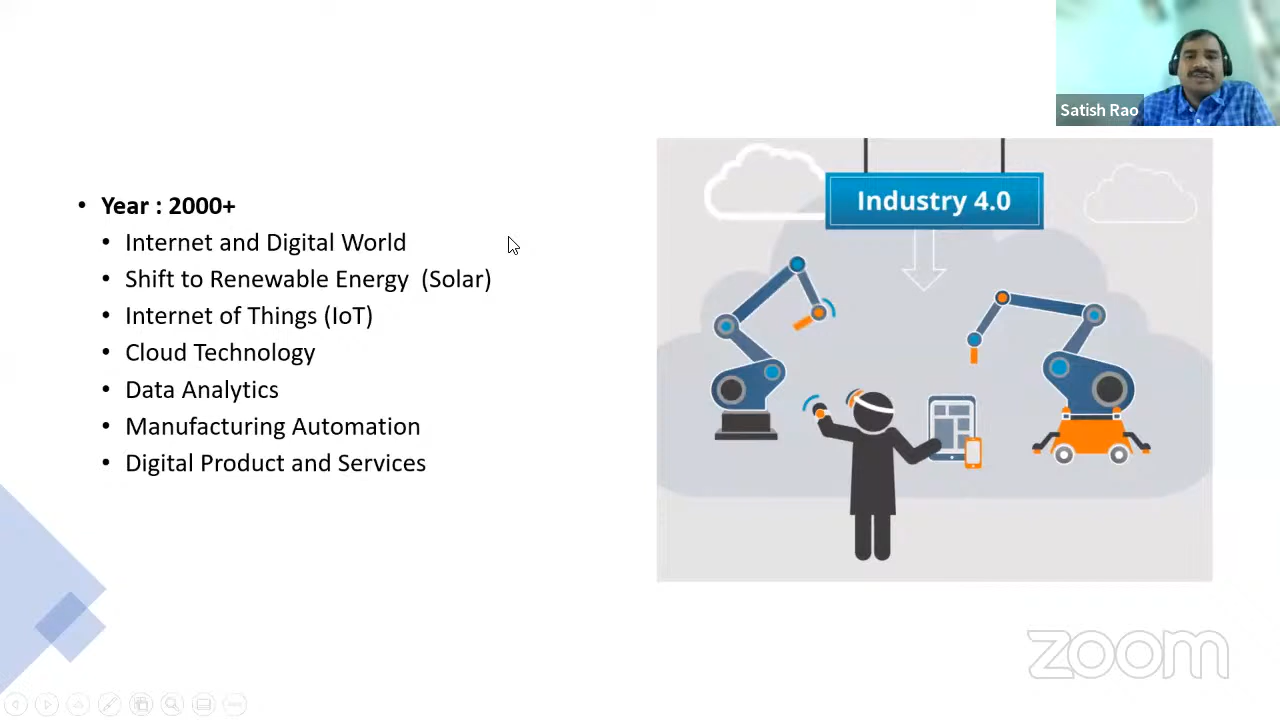 Satish Rao
• Year : 2000+
• Internet and Digital World
• Shift to Renewable Energy (Solar)
• Internet of Things (IoT)
• Cloud Technology
• Data Analytics
• Manufacturing Automation
• Digital Product and Services
Industry 4.0
zoom